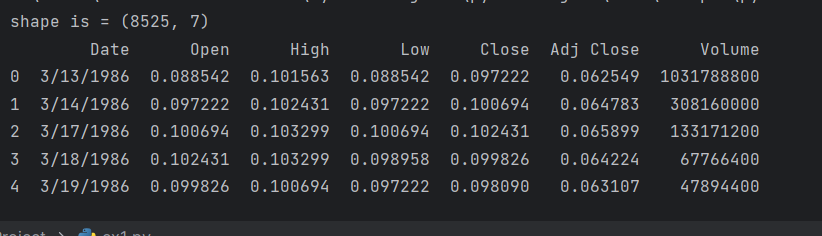 shape is = (8525, 7)
Date Open High Low Close Adj Close Volume
0 3/13/1986 0.088542 0.101563 0.088542 0.097222 0.062549 1031788800
1 3/14/1986 0.097222 0.102431 0.097222 0.100694 0.064783 308160000
2 3/17/1986 0.100694 0.103299 0.100694 0.102431 0.065899 133171200
3 3/18/1986 0.102431 0.103299 0.098958 0.099826 0.064224 67766400
4 3/19/1986 0.099826 0.100694 0.097222 0.098090 0.063107 47894400